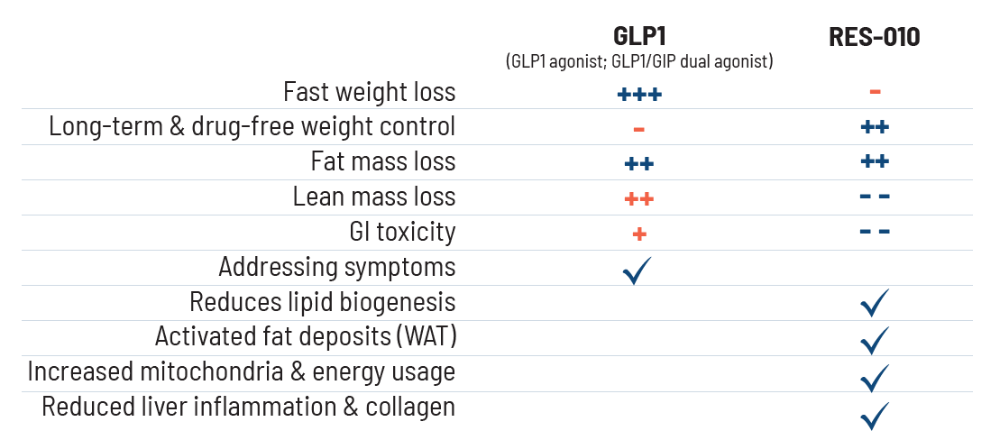 GLP1 RES-010
(GLP1 agonist; GLP1/GIP dual agonist)
Fast weight loss +++ -
Long-term & drug-free weight control - ++
Fat mass loss ++ ++
Lean mass loss ++ - -
GI toxicity + - -
Addressing symptoms ✓
Reduces lipid biogenesis ✓
Activated fat deposits (WAT) ✓
Increased mitochondria & energy usage ✓
Reduced liver inflammation & collagen ✓